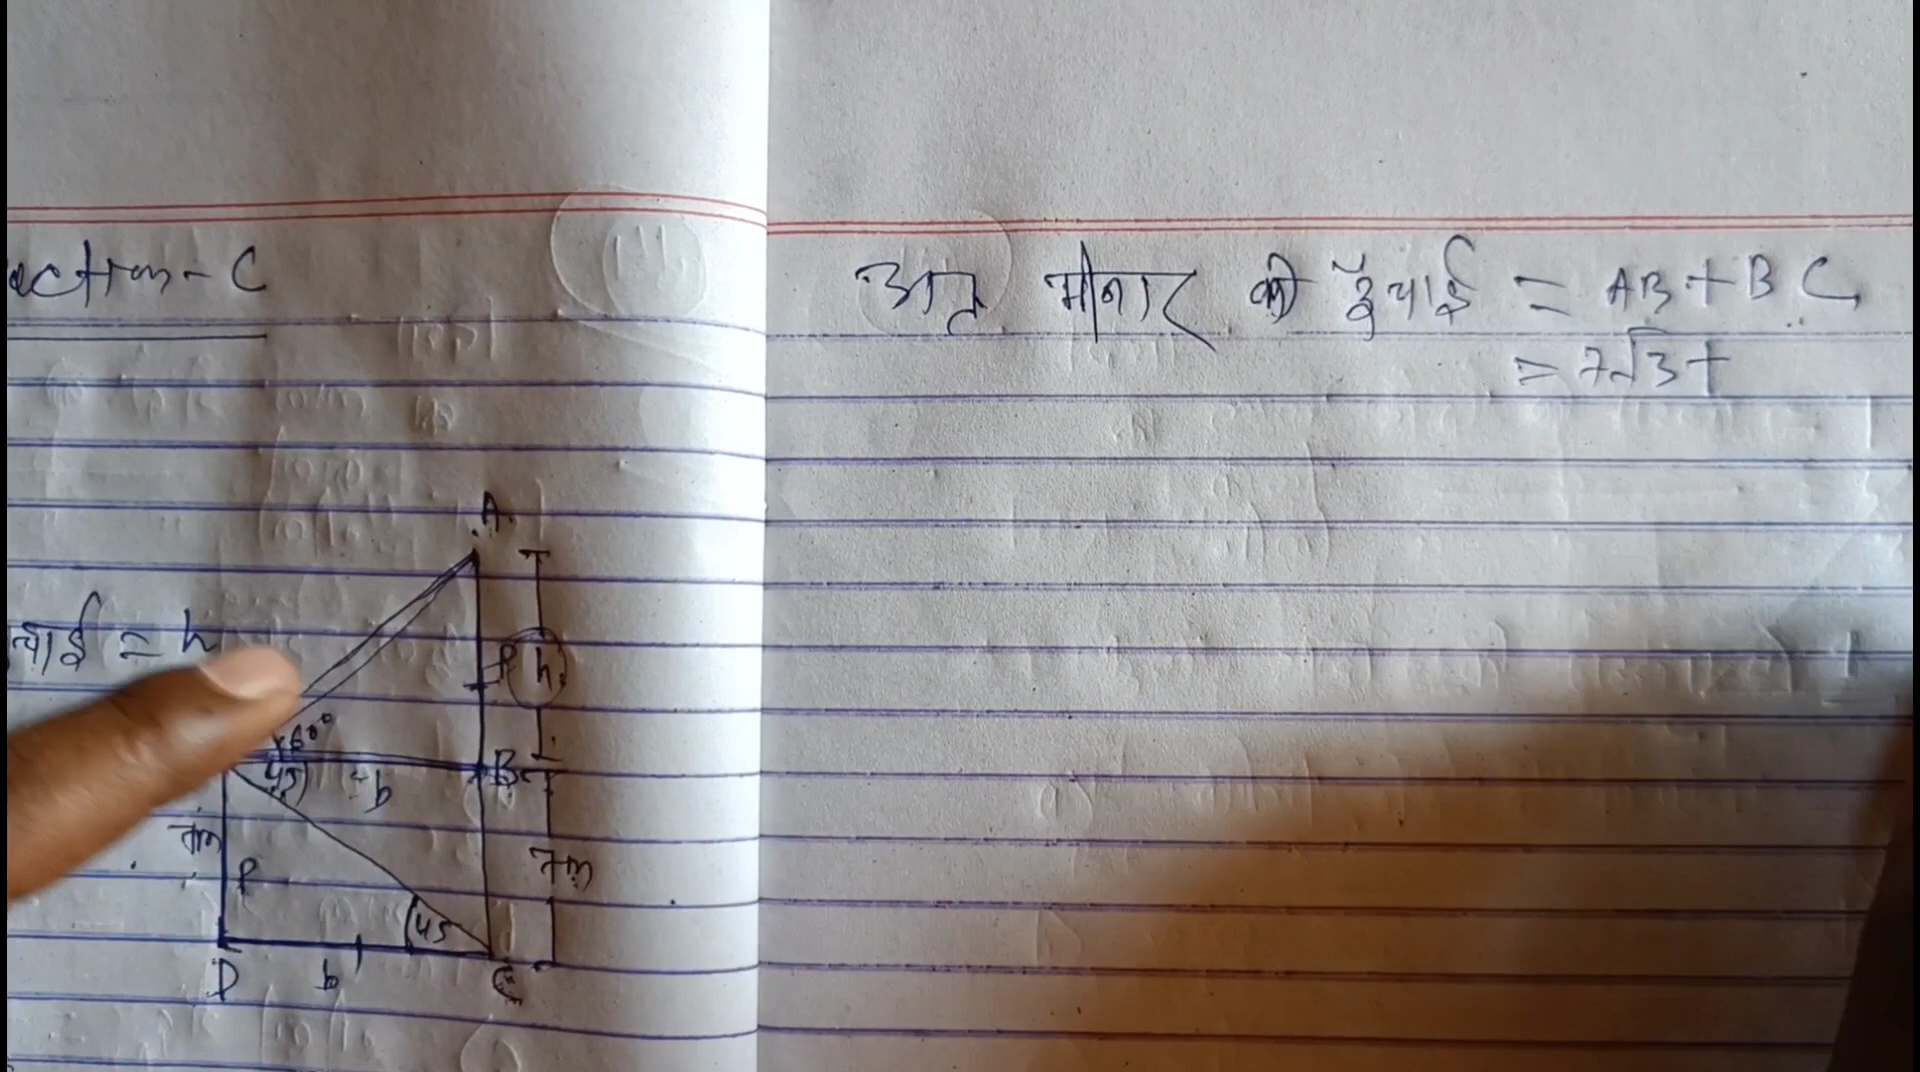 ection - C
अतः मीनार की ऊँचाई = AB + BC
= 7√3 +
A
चाई = h
P h
60°
45
b
B
7m
7m
P
45
D
b
C